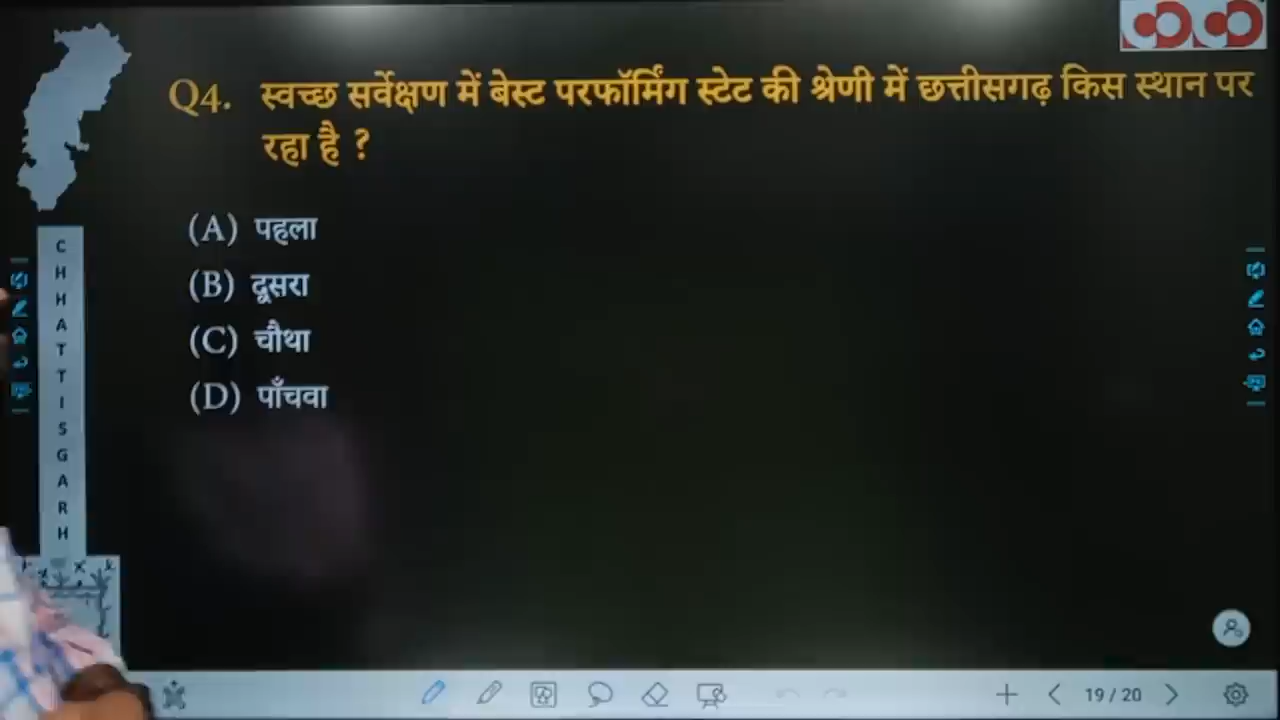 Q4. स्वच्छ सर्वेक्षण में बेस्ट परफॉर्मिंग स्टेट की श्रेणी में छत्तीसगढ़ किस स्थान पर
रहा है ?
(A) पहला
(B) दूसरा
(C) चौथा
(D) पाँचवा
C
H
H
A
T
T
I
S
G
A
R
H
19 / 20